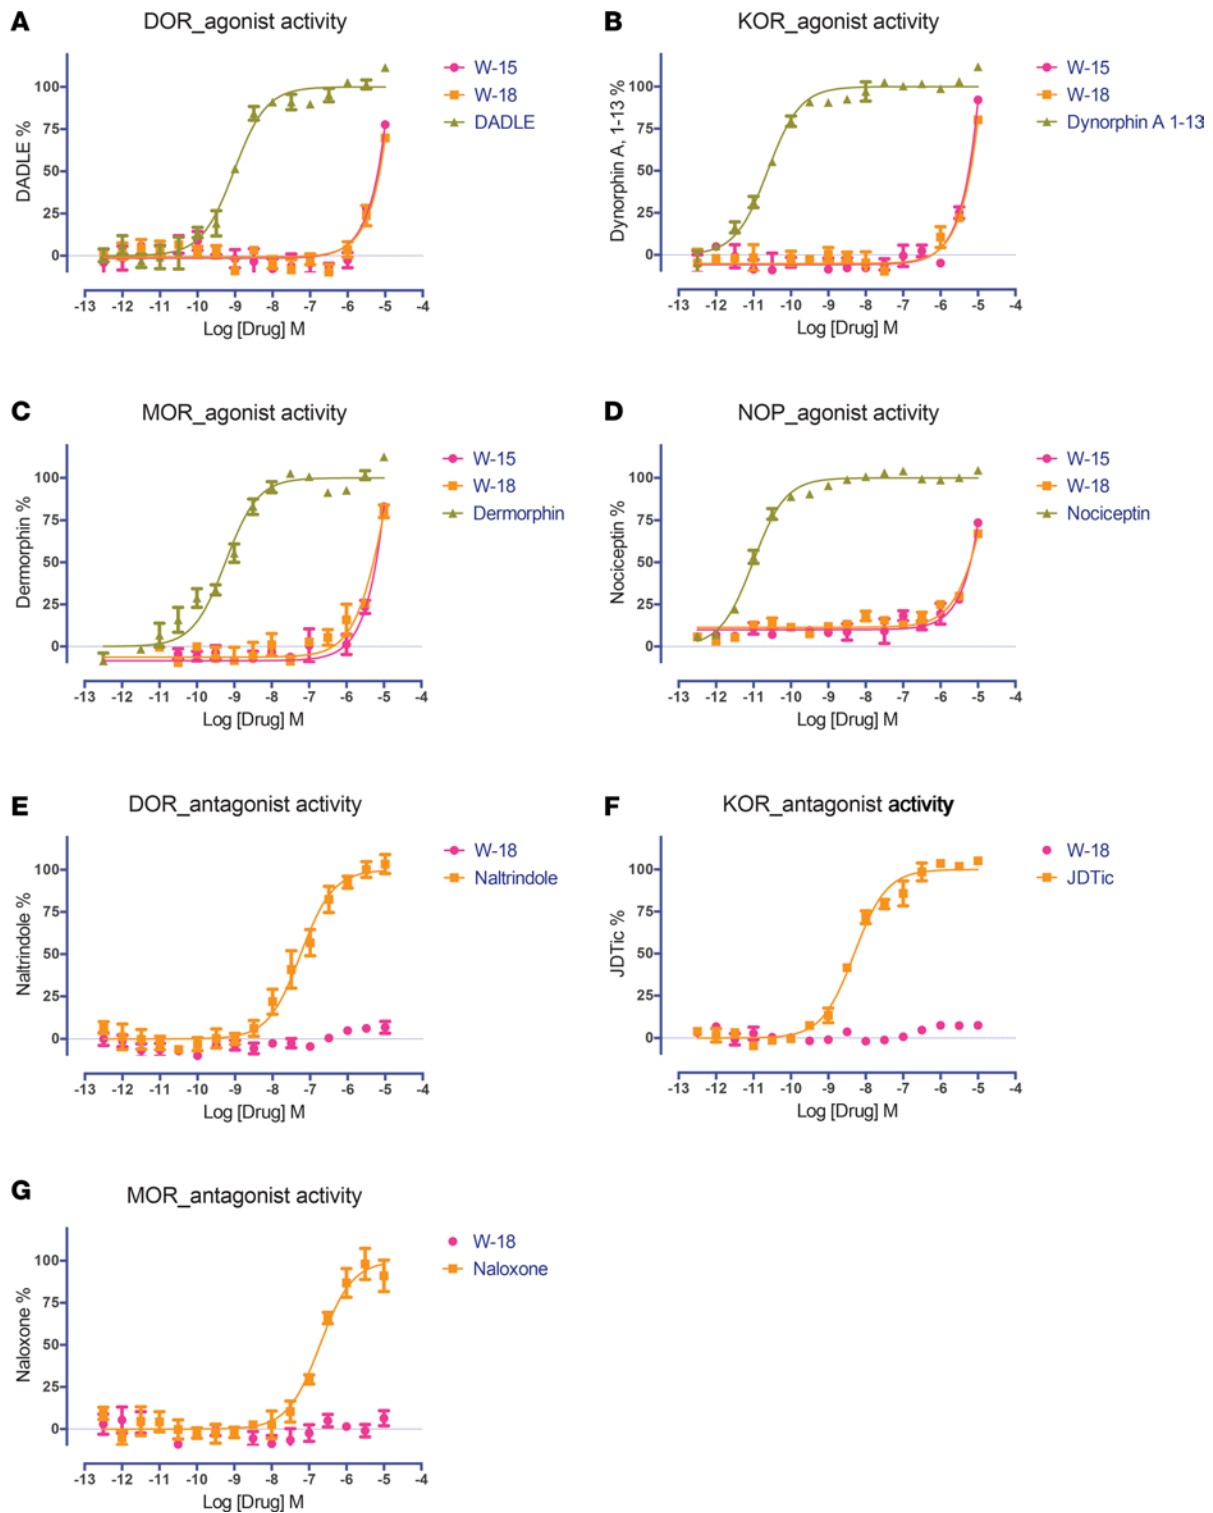 A
DOR_agonist activity
DADLE %
100
75
50
25
0
-13 -12 -11 -10 -9 -8 -7 -6 -5 -4
Log [Drug] M
W-15
W-18
DADLE
B
KOR_agonist activity
Dynorphin A, 1-13 %
100
75
50
25
0
-13 -12 -11 -10 -9 -8 -7 -6 -5 -4
Log [Drug] M
W-15
W-18
Dynorphin A 1-13
C
MOR_agonist activity
Dermorphin %
100
75
50
25
0
-13 -12 -11 -10 -9 -8 -7 -6 -5 -4
Log [Drug] M
W-15
W-18
Dermorphin
D
NOP_agonist activity
Nociceptin %
100
75
50
25
0
-13 -12 -11 -10 -9 -8 -7 -6 -5 -4
Log [Drug] M
W-15
W-18
Nociceptin
E
DOR_antagonist activity
Naltrindole %
100
75
50
25
0
-13 -12 -11 -10 -9 -8 -7 -6 -5 -4
Log [Drug] M
W-18
Naltrindole
F
KOR_antagonist activity
JDTic %
100
75
50
25
0
-13 -12 -11 -10 -9 -8 -7 -6 -5 -4
Log [Drug] M
W-18
JDTic
G
MOR_antagonist activity
Naloxone %
100
75
50
25
0
-13 -12 -11 -10 -9 -8 -7 -6 -5 -4
Log [Drug] M
W-18
Naloxone